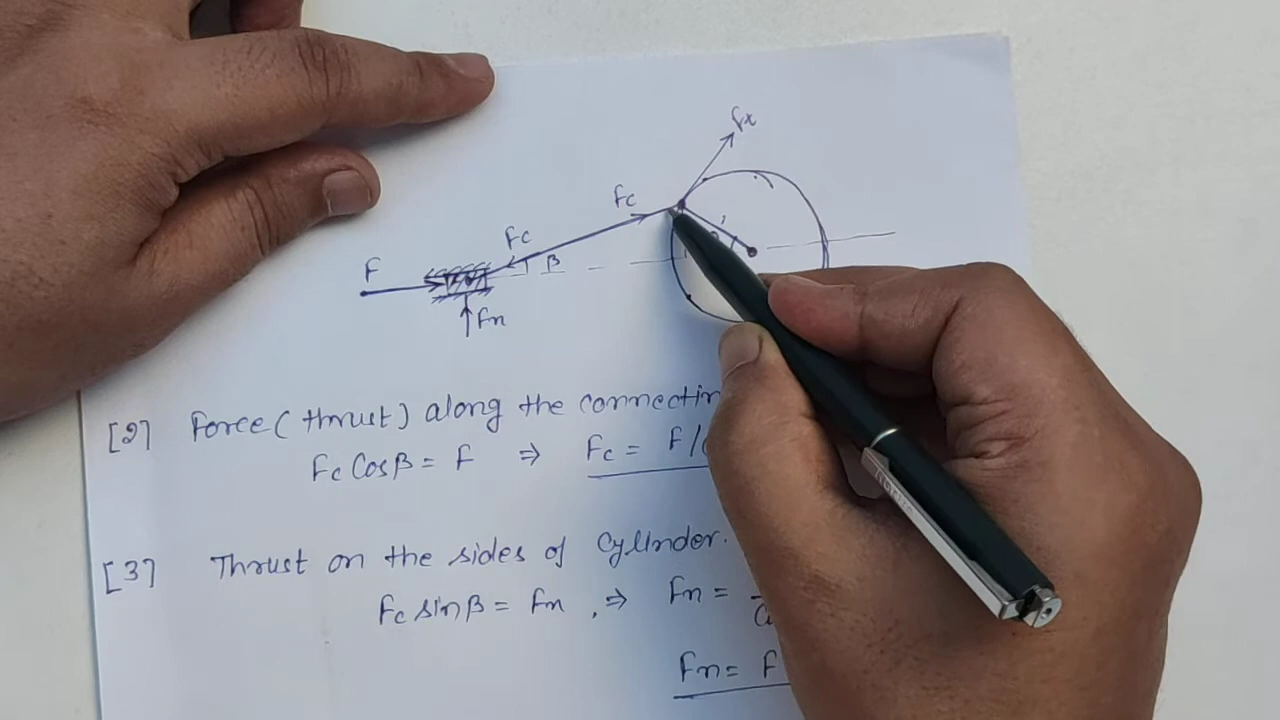 Ft
Fc
Fc
F
β
Fn
[2] Force (thrust) along the connectin
Fc Cosβ = F ⇒ Fc = F/
[3] Thrust on the sides of Cylinder.
Fc sinβ = Fn , ⇒ Fn =
Fn = F